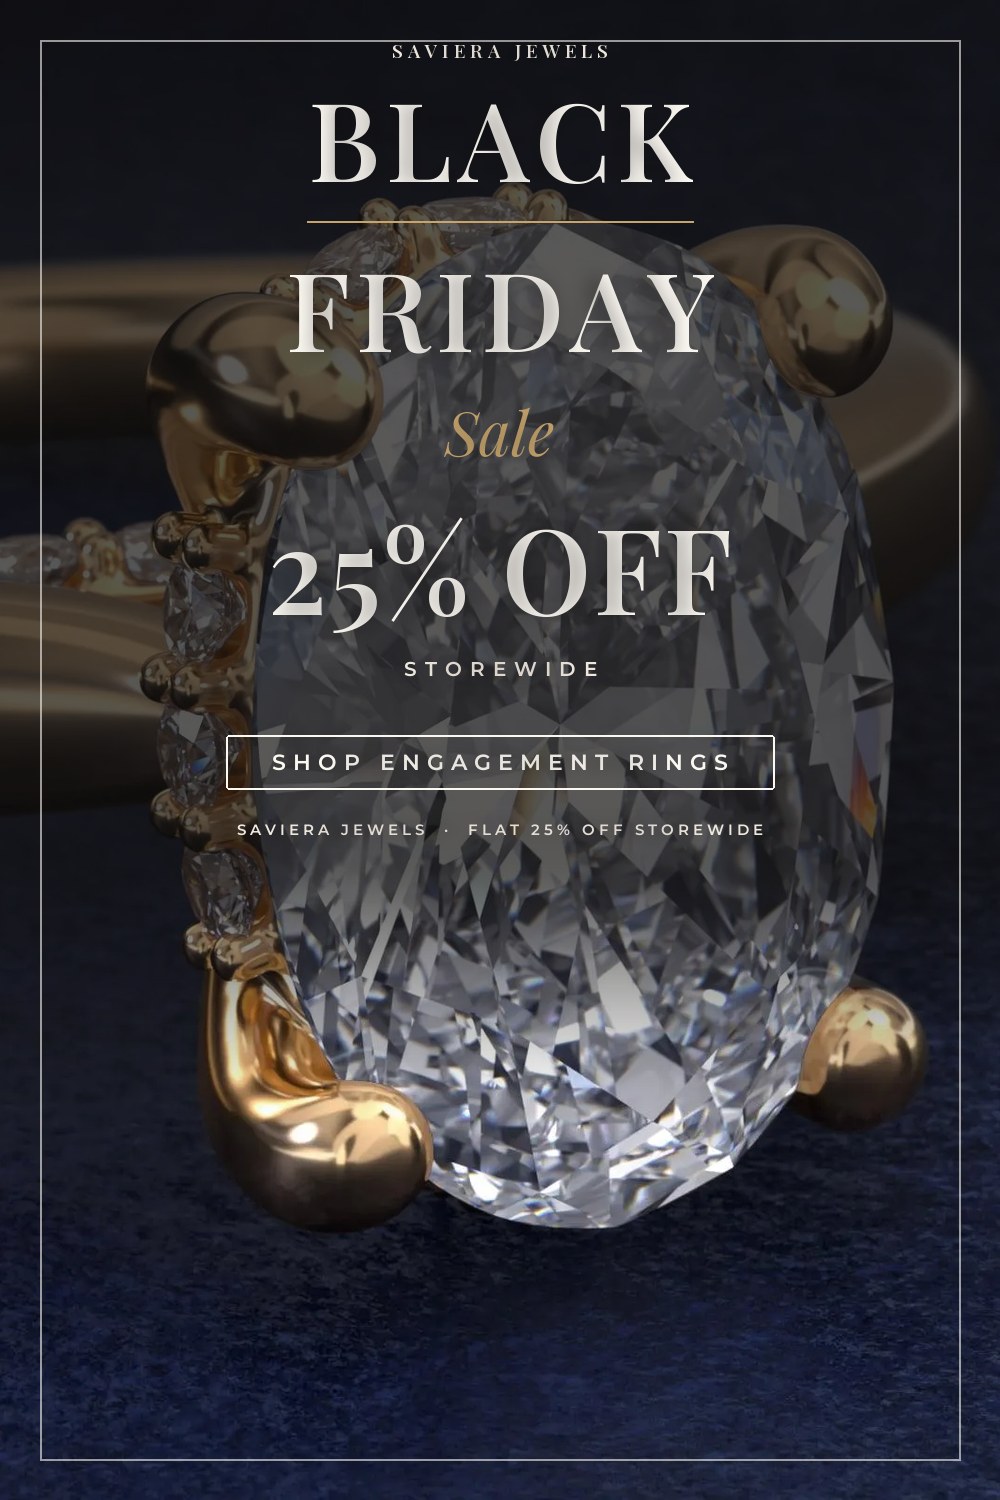 SAVIERA JEWELS
BLACK
FRIDAY
Sale
25% OFF
STOREWIDE
SHOP ENGAGEMENT RINGS
SAVIERA JEWELS · FLAT 25% OFF STOREWIDE